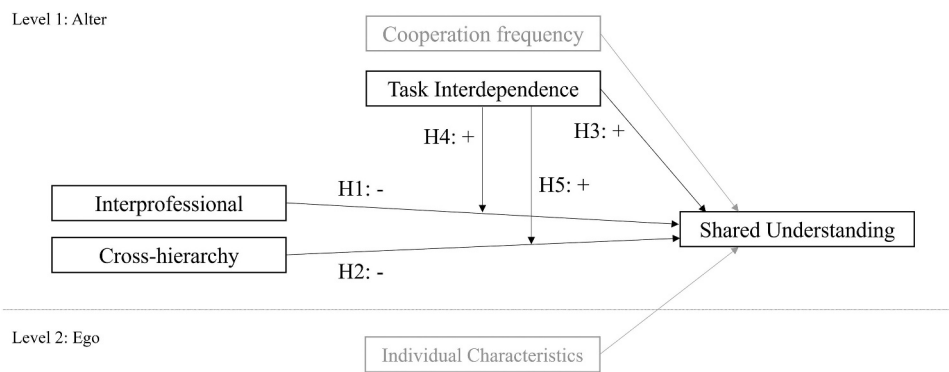 Level 1: Alter
Cooperation frequency
Task Interdependence
H4: +
H3: +
H5: +
H1: -
Interprofessional
Shared Understanding
Cross-hierarchy
H2: -
Level 2: Ego
Individual Characteristics